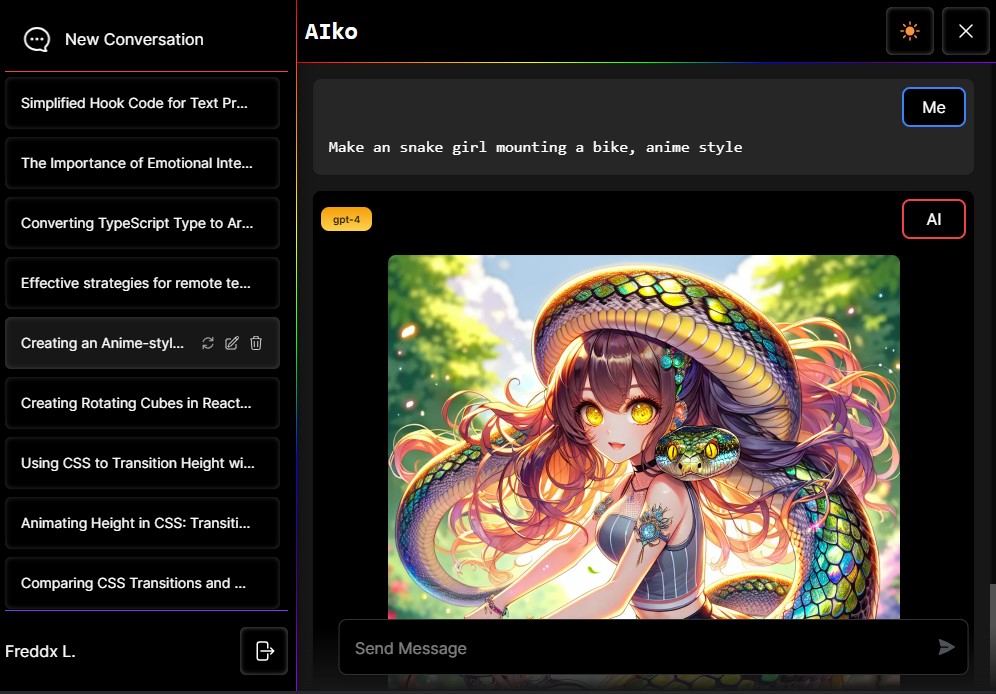 New Conversation
Simplified Hook Code for Text Pr...
The Importance of Emotional Inte...
Converting TypeScript Type to Ar...
Effective strategies for remote te...
Creating an Anime-styl...
Creating Rotating Cubes in React...
Using CSS to Transition Height wi...
Animating Height in CSS: Transiti...
Comparing CSS Transitions and ...
Freddx L.
AIko
Me
Make an snake girl mounting a bike, anime style
gpt-4
AI
Send Message